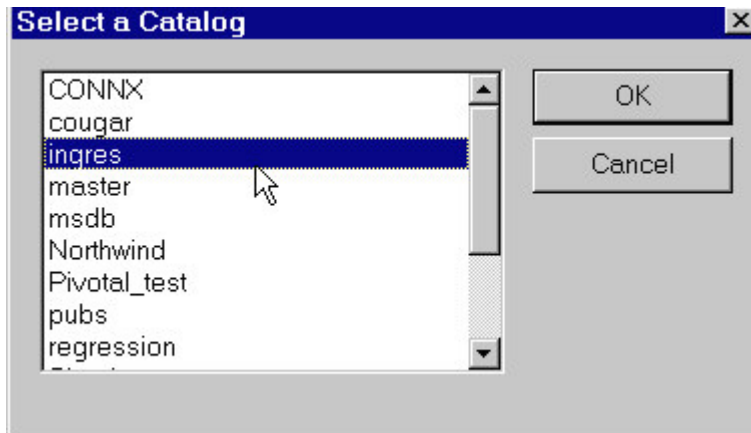 Select a Catalog
CONNX
OK
cougar
ingres
Cancel
master
msdb
Northwind
Pivotal_test
pubs
regression